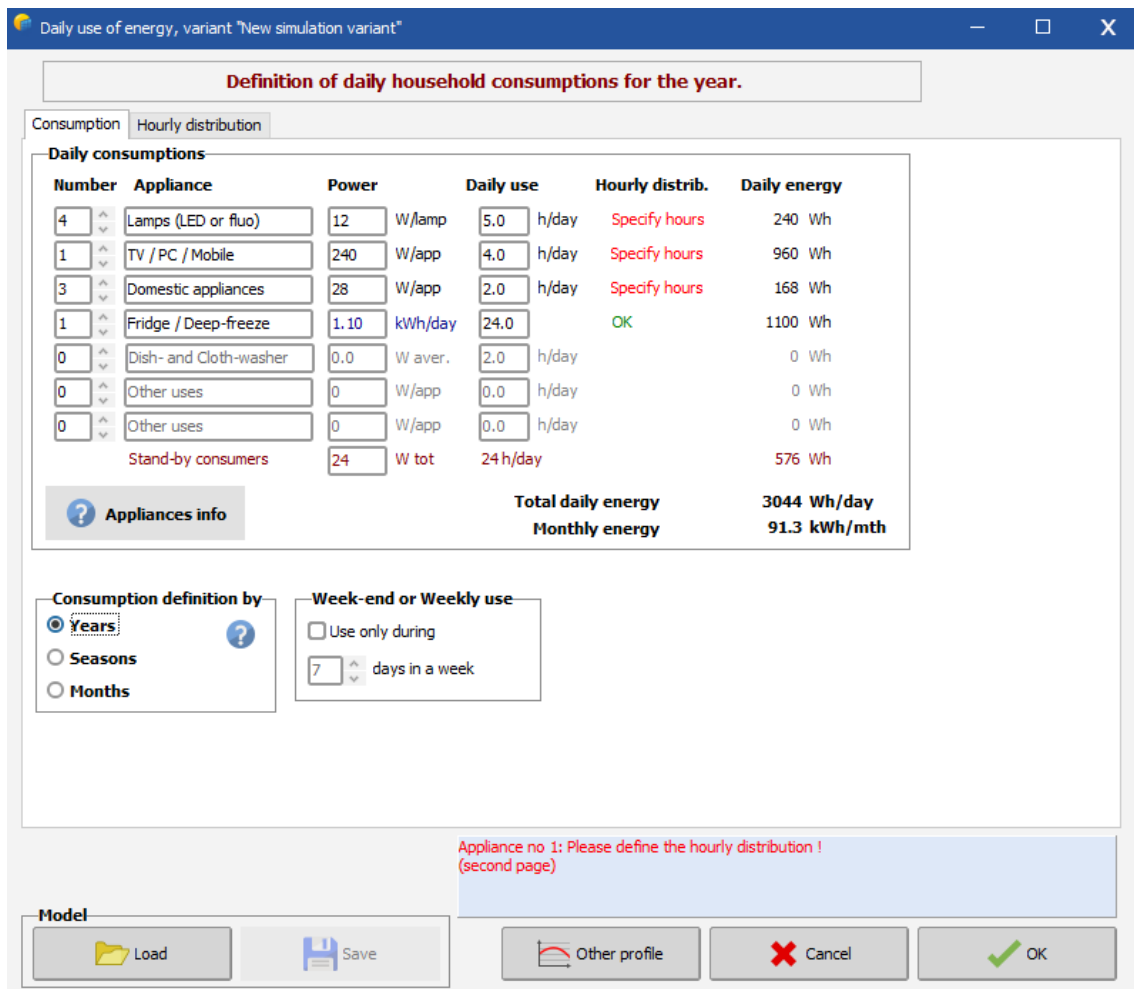 Daily use of energy, variant "New simulation variant"
Definition of daily household consumptions for the year.
Consumption Hourly distribution
Daily consumptions
Number Appliance Power Daily use Hourly distrib. Daily energy
4 Lamps (LED or fluo) 12 W/lamp 5.0 h/day Specify hours 240 Wh
1 TV / PC / Mobile 240 W/app 4.0 h/day Specify hours 960 Wh
3 Domestic appliances 28 W/app 2.0 h/day Specify hours 168 Wh
1 Fridge / Deep-freeze 1.10 kWh/day 24.0 OK 1100 Wh
0 Dish- and Cloth-washer 0.0 W aver. 2.0 h/day 0 Wh
0 Other uses 0 W/app 0.0 h/day 0 Wh
0 Other uses 0 W/app 0.0 h/day 0 Wh
Stand-by consumers 24 W tot 24 h/day 576 Wh
? Appliances info
Total daily energy 3044 Wh/day
Monthly energy 91.3 kWh/mth
Consumption definition by
Years ?
Seasons
Months
Week-end or Weekly use
Use only during
7 days in a week
Appliance no 1: Please define the hourly distribution !
(second page)
Model
Load Save Other profile Cancel OK